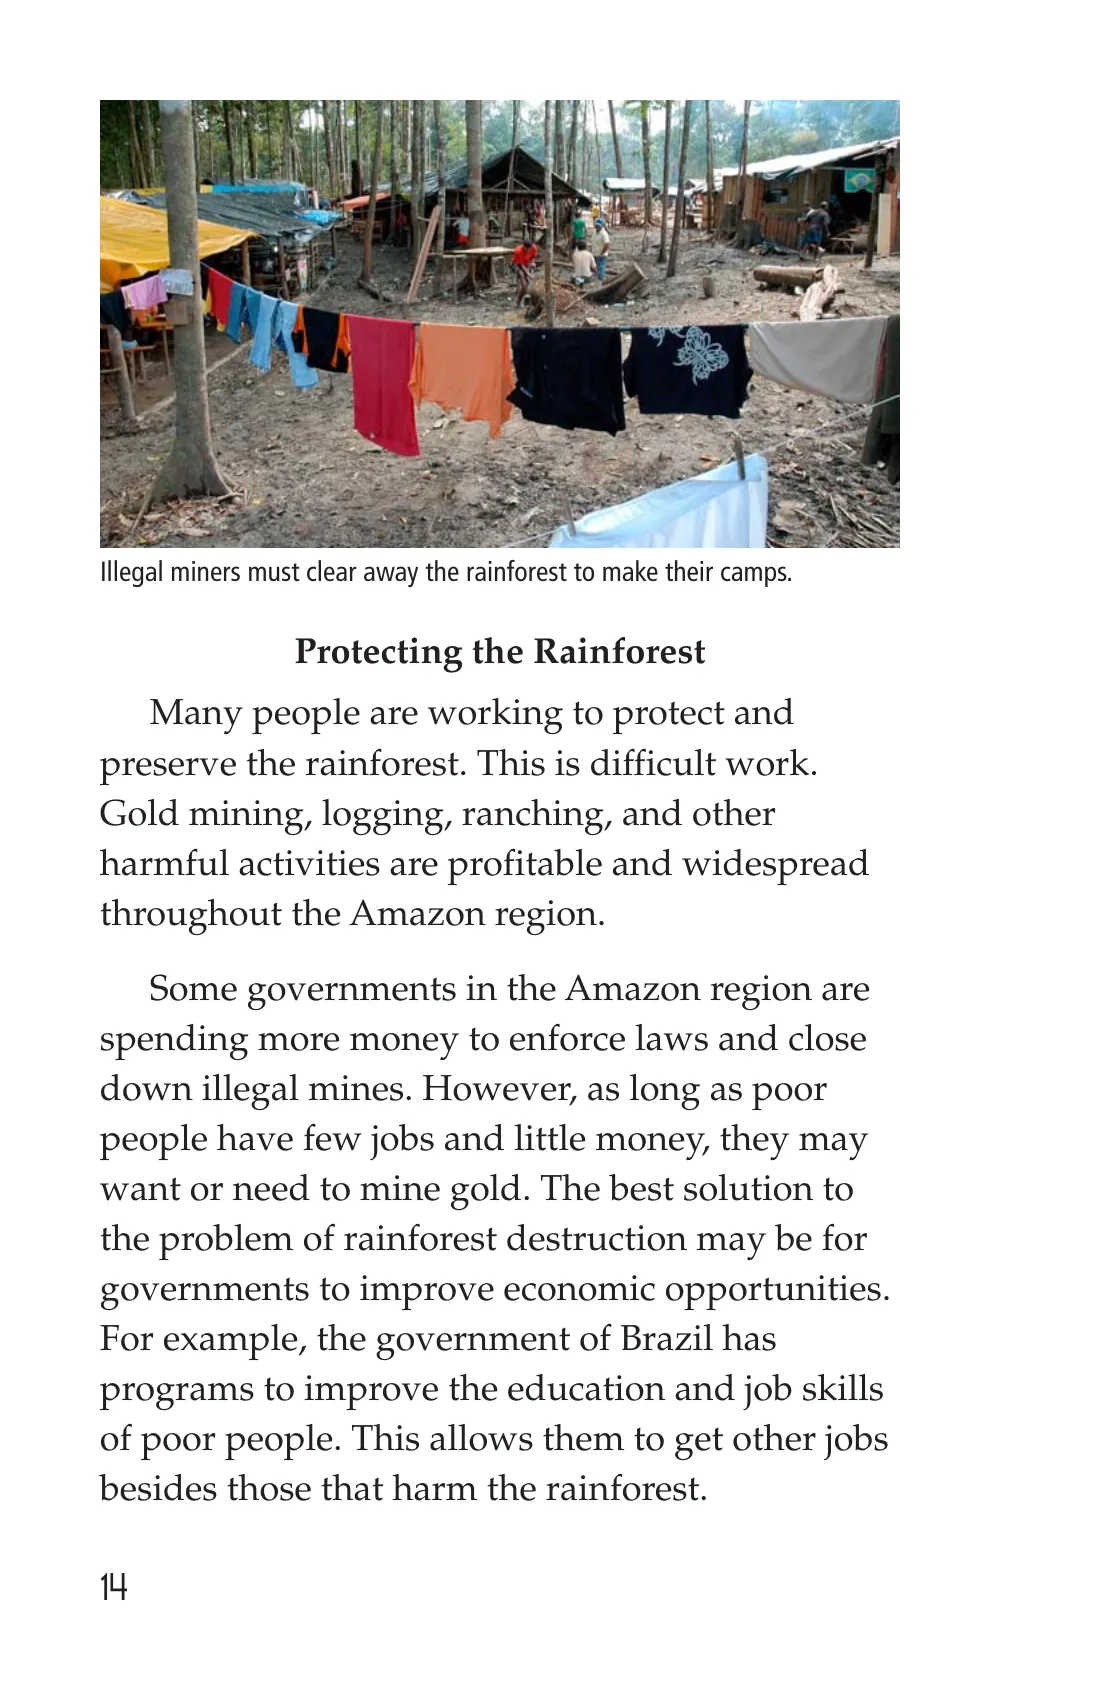 Illegal miners must clear away the rainforest to make their camps.
Protecting the Rainforest
Many people are working to protect and
preserve the rainforest. This is difficult work.
Gold mining, logging, ranching, and other
harmful activities are profitable and widespread
throughout the Amazon region.
Some governments in the Amazon region are
spending more money to enforce laws and close
down illegal mines. However, as long as poor
people have few jobs and little money, they may
want or need to mine gold. The best solution to
the problem of rainforest destruction may be for
governments to improve economic opportunities.
For example, the government of Brazil has
programs to improve the education and job skills
of poor people. This allows them to get other jobs
besides those that harm the rainforest.
14